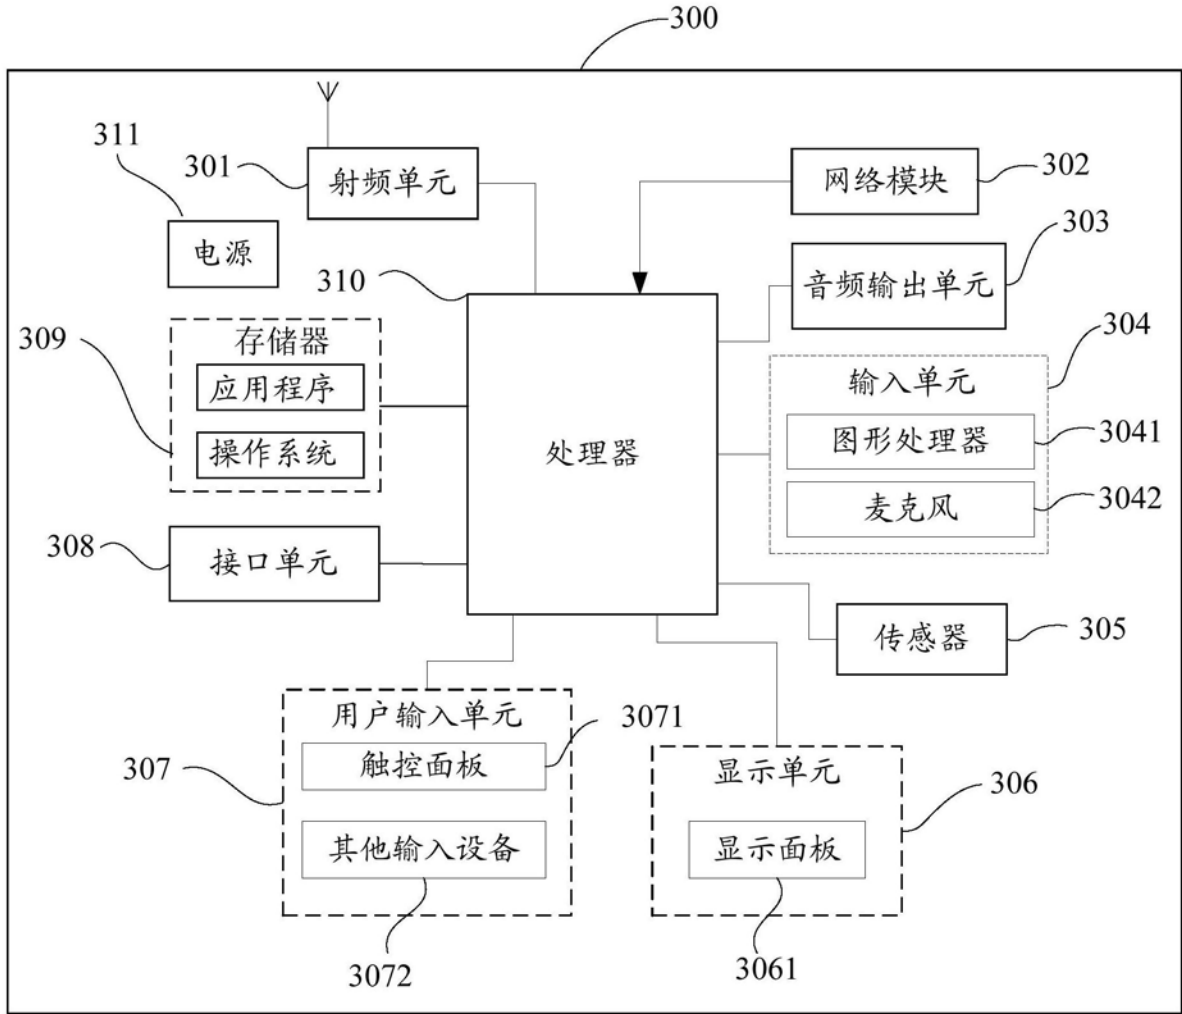 300
311
301
射频单元
网络模块
302
电源
310
音频输出单元
303
309
存储器
应用程序
操作系统
处理器
304
输入单元
图形处理器
3041
麦克风
3042
308
接口单元
传感器
305
307
用户输入单元
触控面板
3071
其他输入设备
3072
显示单元
306
显示面板
3061